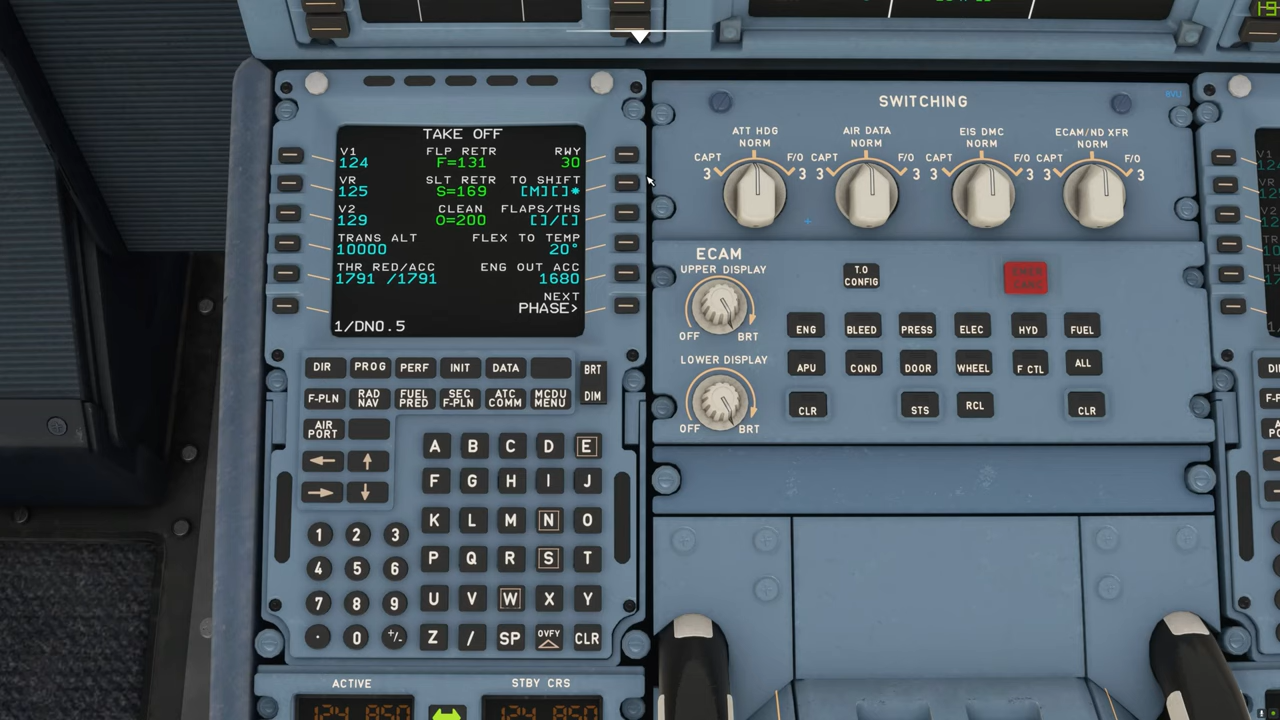 TAKE OFF
V1 FLP RETR RWY
124 F=131 30
VR SLT RETR TO SHIFT
125 S=169 [M][]*
V2 CLEAN FLAPS/THS
129 O=200 []/[]
TRANS ALT FLEX TO TEMP
10000 20°
THR RED/ACC ENG OUT ACC
1791 /1791 1680
NEXT
PHASE>
1/DN0.5
DIR PROG PERF INIT DATA
BRT
DIM
F-PLN RAD NAV FUEL PRED SEC F-PLN ATC COMM MCDU MENU
AIR PORT
← ↑
→ ↓
A B C D E
F G H I J
K L M N O
P Q R S T
U V W X Y
Z / SP OVFY CLR
1 2 3
4 5 6
7 8 9
. 0 +/-
ACTIVE STBY CRS
124.850 124.850
SWITCHING
ATT HDG AIR DATA EIS DMC ECAM/ND XFR
NORM NORM NORM NORM
CAPT F/O CAPT F/O CAPT F/O CAPT F/O
3 3 3 3 3 3 3 3
ECAM
UPPER DISPLAY
OFF BRT
LOWER DISPLAY
OFF BRT
T.O
CONFIG
ENG BLEED PRESS ELEC HYD FUEL
APU COND DOOR WHEEL F CTL ALL
CLR STS RCL CLR